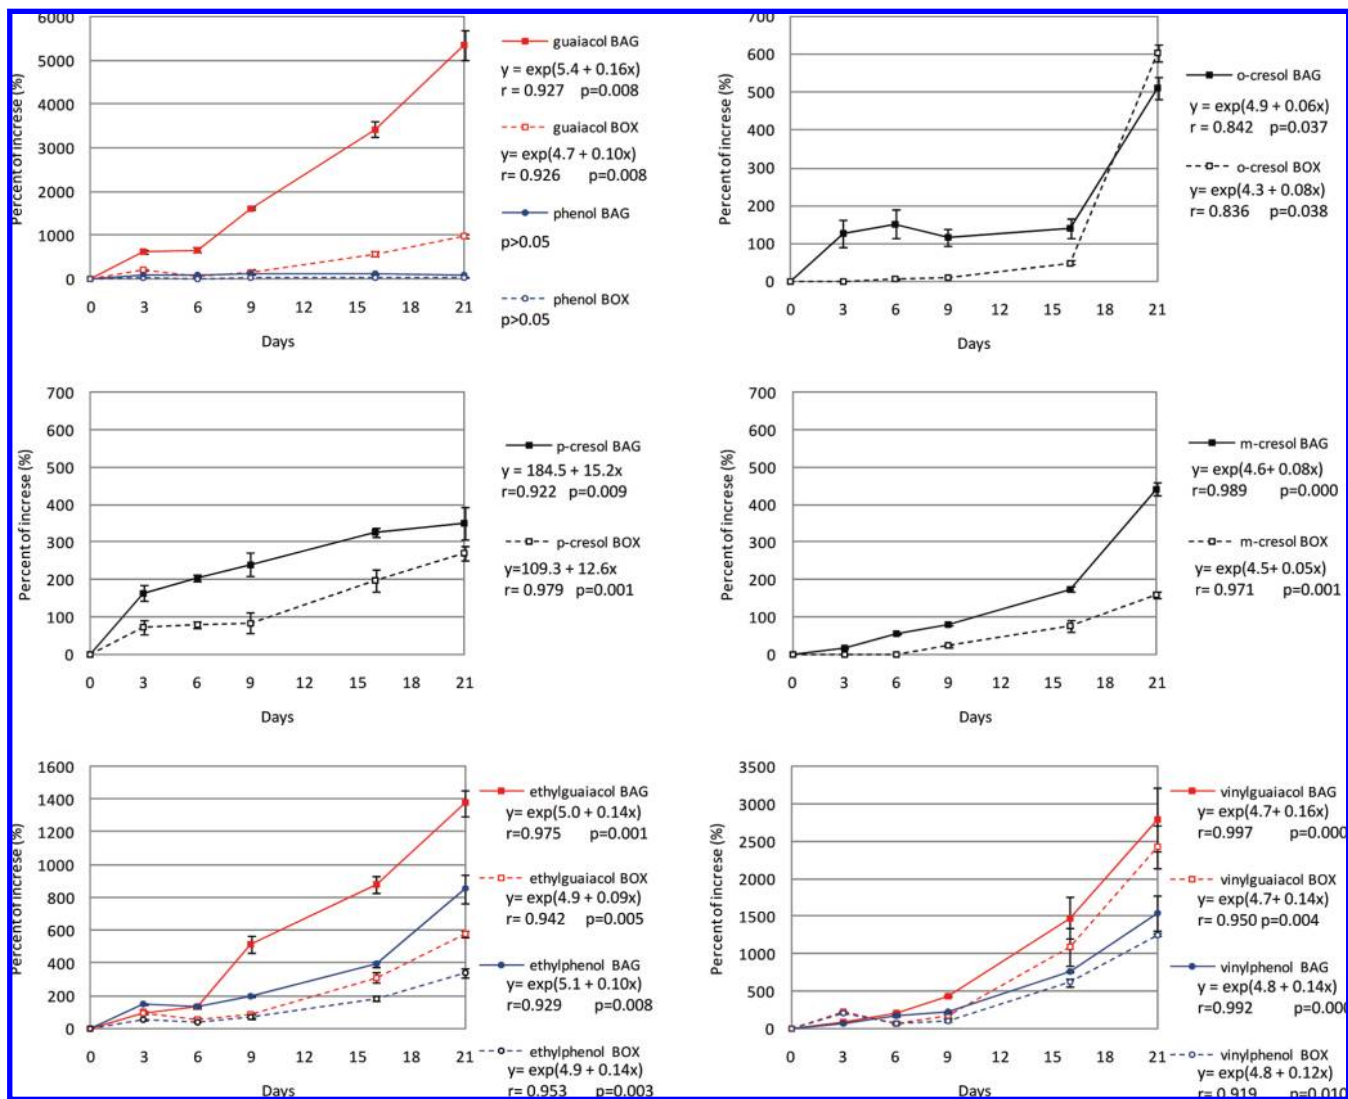 6000
5000
4000
3000
2000
1000
0
0 3 6 9 12 15 18 21
Percent of increse (%)
Days
guaiacol BAG
y = exp(5.4 + 0.16x)
r = 0.927 p=0.008
guaiacol BOX
y= exp(4.7 + 0.10x)
r= 0.926 p=0.008
phenol BAG
p>0.05
phenol BOX
p>0.05
700
600
500
400
300
200
100
0
0 3 6 9 12 15 18 21
Percent of increse (%)
Days
o-cresol BAG
y = exp(4.9 + 0.06x)
r = 0.842 p=0.037
o-cresol BOX
y= exp(4.3 + 0.08x)
r= 0.836 p=0.038
700
600
500
400
300
200
100
0
0 3 6 9 12 15 18 21
Percent of increse (%)
Days
p-cresol BAG
y = 184.5 + 15.2x
r=0.922 p=0.009
p-cresol BOX
y=109.3 + 12.6x
r= 0.979 p=0.001
700
600
500
400
300
200
100
0
0 3 6 9 12 15 18 21
Percent of increse (%)
Days
m-cresol BAG
y= exp(4.6+ 0.08x)
r=0.989 p=0.000
m-cresol BOX
y= exp(4.5+ 0.05x)
r= 0.971 p=0.001
1600
1400
1200
1000
800
600
400
200
0
0 3 6 9 12 15 18 21
Percent of increse (%)
Days
ethylguaiacol BAG
y= exp(5.0 + 0.14x)
r=0.975 p=0.001
ethylguaiacol BOX
y= exp(4.9 + 0.09x)
r= 0.942 p=0.005
ethylphenol BAG
y= exp(5.1 + 0.10x)
r=0.929 p=0.008
ethylphenol BOX
y= exp(4.9 + 0.14x)
r= 0.953 p=0.003
3500
3000
2500
2000
1500
1000
500
0
0 3 6 9 12 15 18 21
Percent of increse (%)
Days
vinylguaiacol BAG
y= exp(4.7+ 0.16x)
r=0.997 p=0.000
vinylguaiacol BOX
y= exp(4.7+ 0.14x)
r= 0.950 p=0.004
vinylphenol BAG
y = exp(4.8 + 0.14x)
r=0.992 p=0.000
vinylphenol BOX
y= exp(4.8 + 0.12x)
r= 0.919 p=0.010